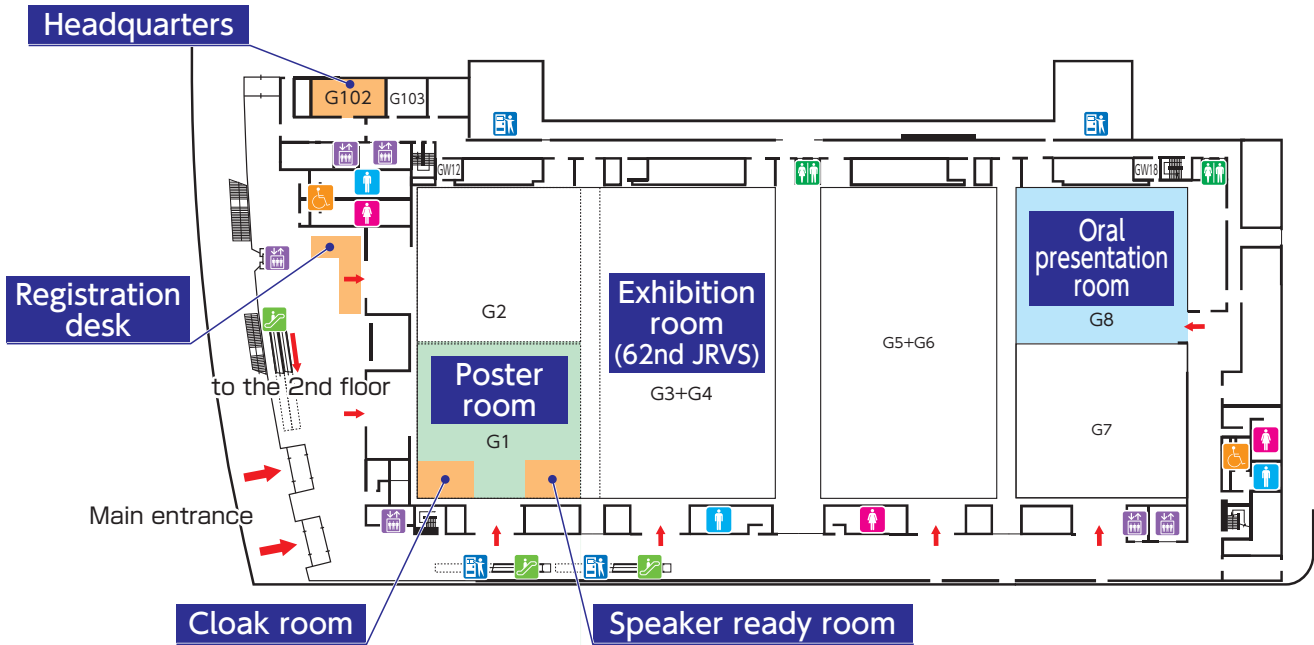 Headquarters
G102
G103
GW12
GW18
Registration
desk
G2
Exhibition
room
(62nd JRVS)
G3+G4
Oral
presentation
room
G8
G5+G6
to the 2nd floor
Poster
room
G1
G7
Main entrance
Cloak room
Speaker ready room